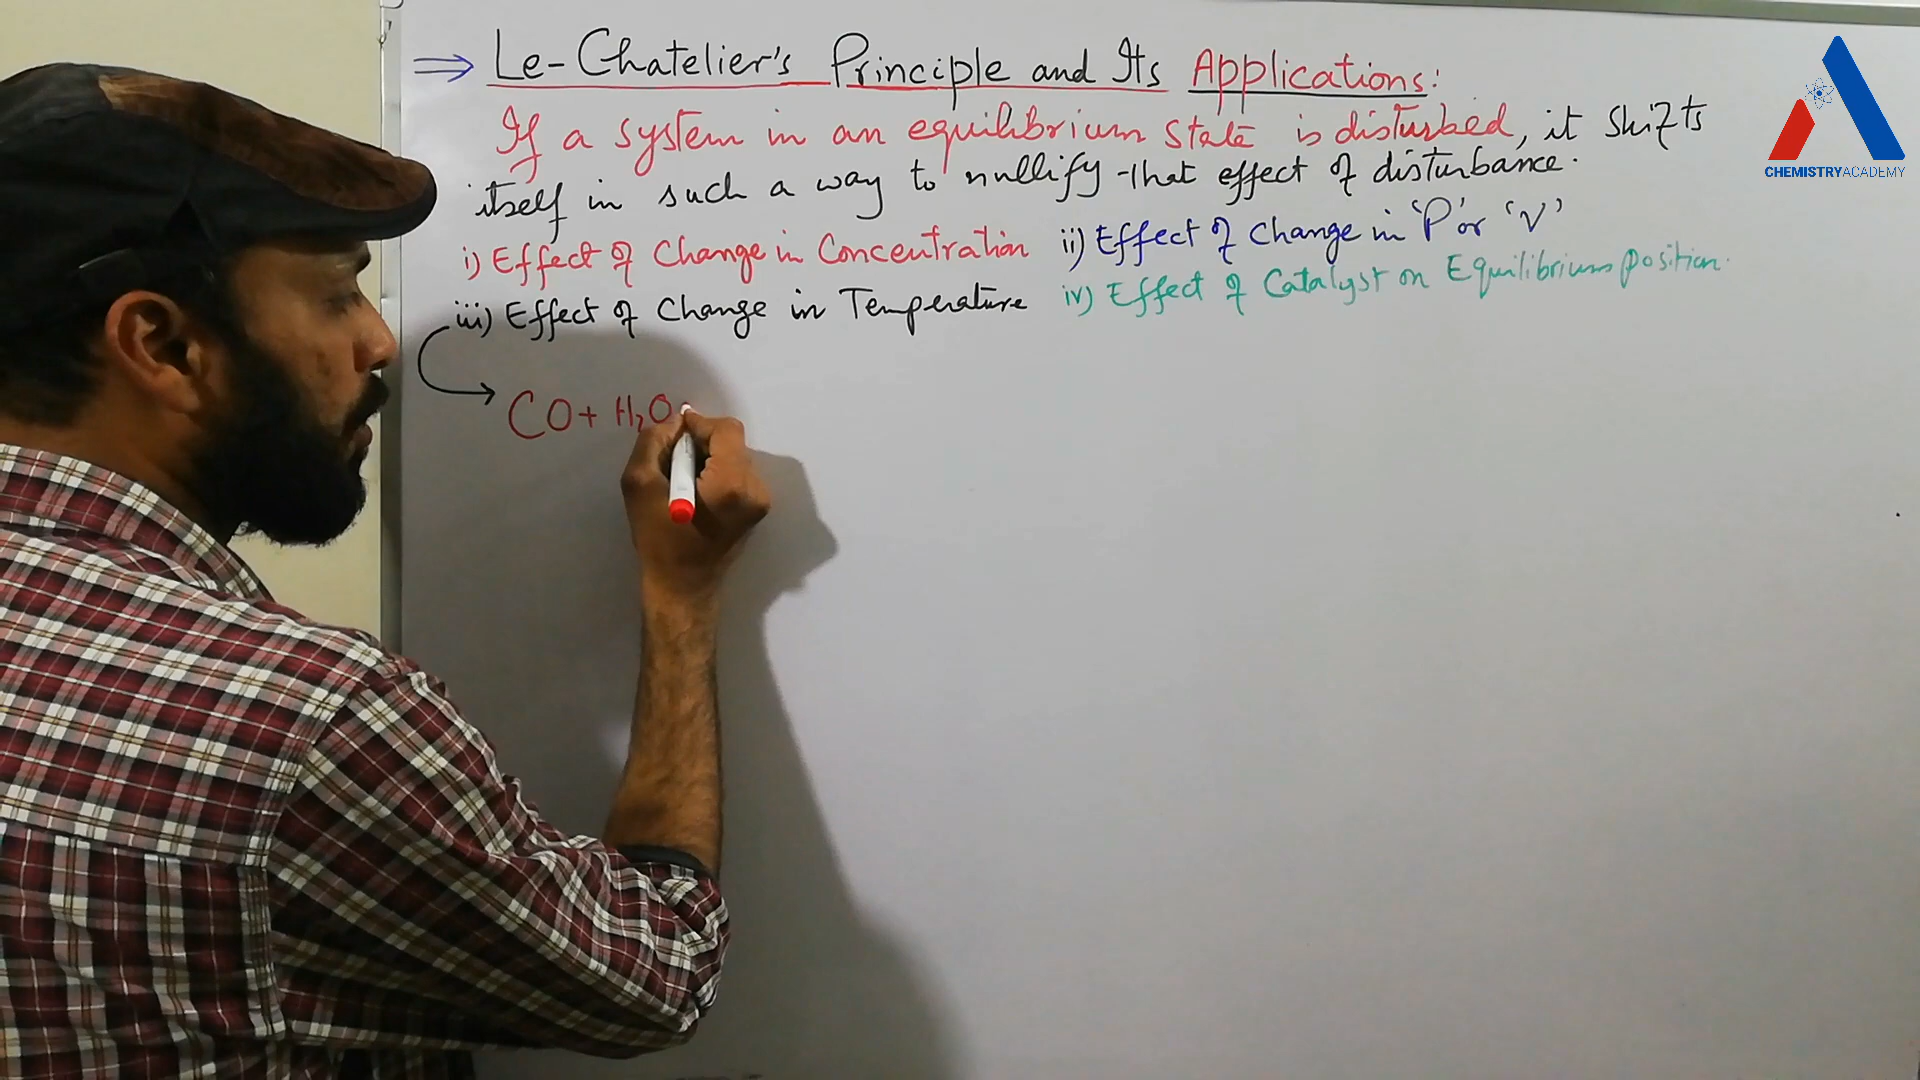 ⇒ Le-Chatelier's Principle and Its Applications:
If a system in an equilibrium state is disturbed, it shifts
itself in such a way to nullify that effect of disturbance.
i) Effect of Change in Concentration ii) Effect of Change in 'P' or 'V'
iii) Effect of Change in Temperature iv) Effect of Catalyst on Equilibrium position.
CO + H₂O
CHEMISTRYACADEMY